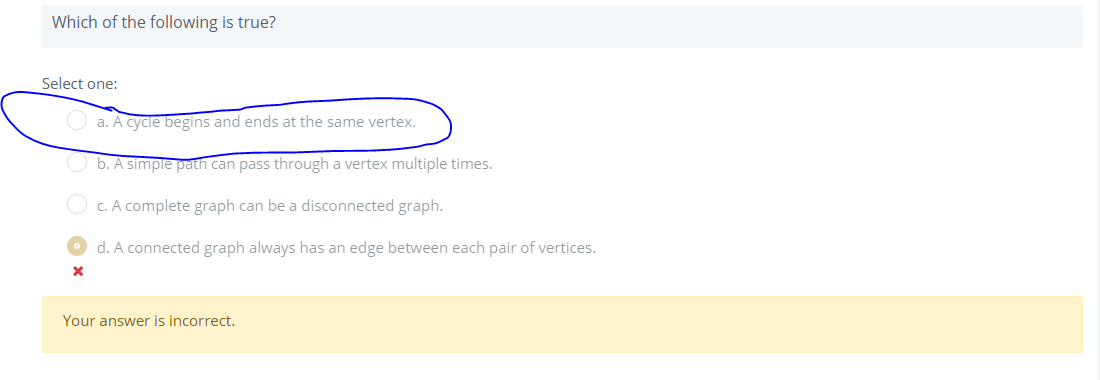 Which of the following is true?
Select one:
a. A cycle begins and ends at the same vertex.
b. A simple path can pass through a vertex multiple times.
c. A complete graph can be a disconnected graph.
d. A connected graph always has an edge between each pair of vertices.
Your answer is incorrect.